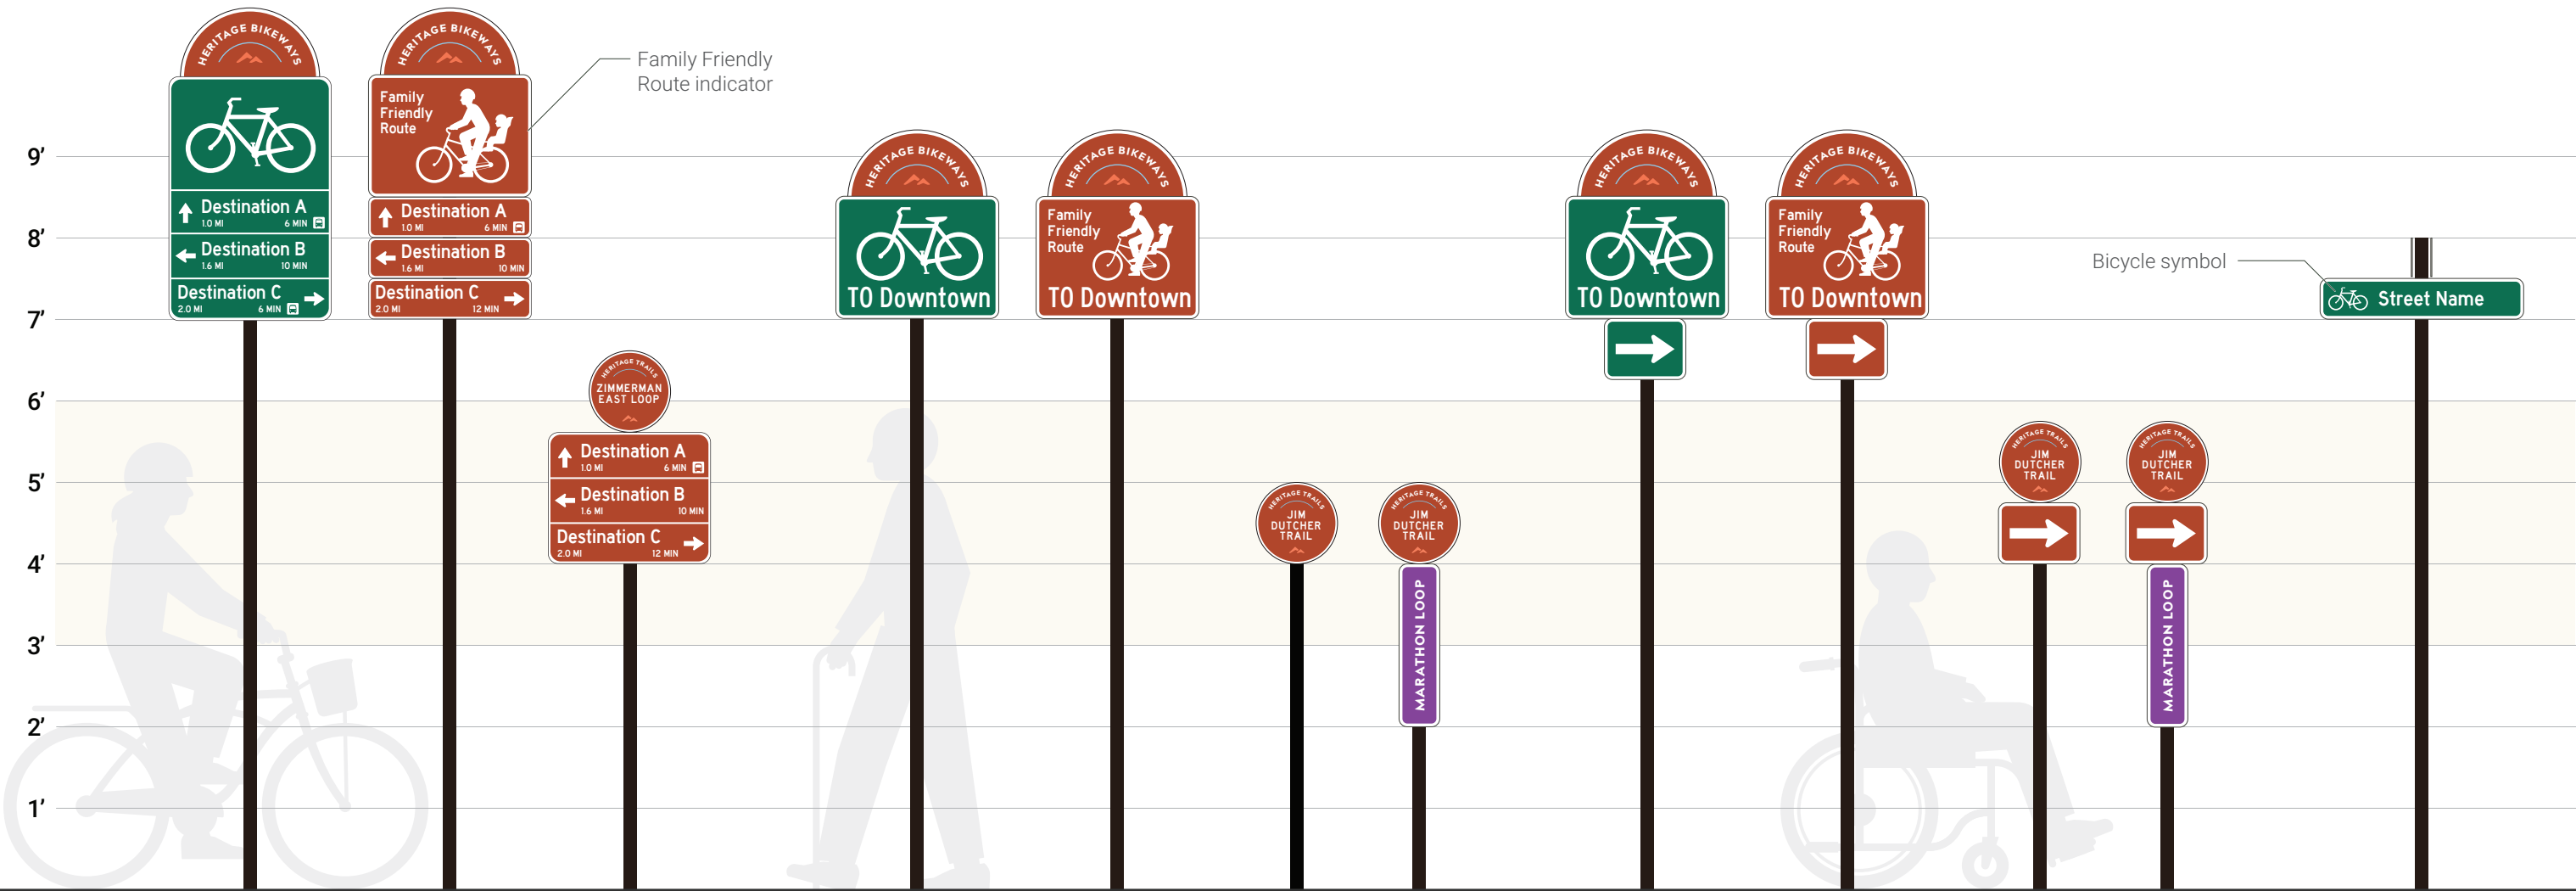 HERITAGE BIKEWAYS
Destination A
1.0 MI 6 MIN
Destination B
1.6 MI 10 MIN
Destination C
2.0 MI 6 MIN
HERITAGE BIKEWAYS
Family
Friendly
Route
Destination A
1.0 MI 6 MIN
Destination B
1.6 MI 10 MIN
Destination C
2.0 MI 12 MIN
Family Friendly
Route indicator
HERITAGE TRAILS
ZIMMERMAN
EAST LOOP
Destination A
1.0 MI 6 MIN
Destination B
1.6 MI 10 MIN
Destination C
2.0 MI 12 MIN
HERITAGE BIKEWAYS
TO Downtown
HERITAGE BIKEWAYS
Family
Friendly
Route
TO Downtown
HERITAGE TRAILS
JIM
DUTCHER
TRAIL
HERITAGE TRAILS
JIM
DUTCHER
TRAIL
MARATHON LOOP
HERITAGE BIKEWAYS
TO Downtown
HERITAGE BIKEWAYS
Family
Friendly
Route
TO Downtown
HERITAGE TRAILS
JIM
DUTCHER
TRAIL
HERITAGE TRAILS
JIM
DUTCHER
TRAIL
MARATHON LOOP
Bicycle symbol
Street Name
9’
8’
7’
6’
5’
4’
3’
2’
1’